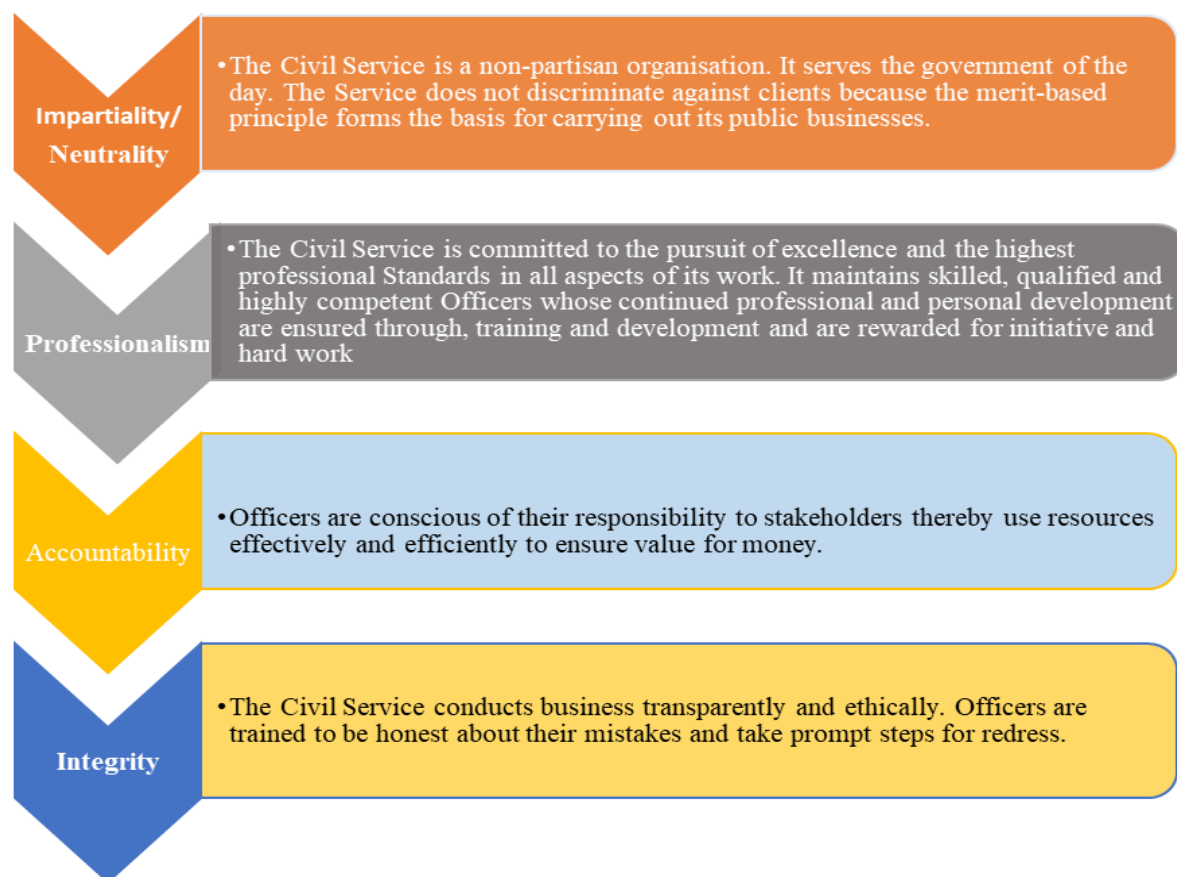 Impartiality/
Neutrality
•The Civil Service is a non-partisan organisation. It serves the government of the
day. The Service does not discriminate against clients because the merit-based
principle forms the basis for carrying out its public businesses.
Professionalism
•The Civil Service is committed to the pursuit of excellence and the highest
professional Standards in all aspects of its work. It maintains skilled, qualified and
highly competent Officers whose continued professional and personal development
are ensured through, training and development and are rewarded for initiative and
hard work
Accountability
•Officers are conscious of their responsibility to stakeholders thereby use resources
effectively and efficiently to ensure value for money.
Integrity
•The Civil Service conducts business transparently and ethically. Officers are
trained to be honest about their mistakes and take prompt steps for redress.